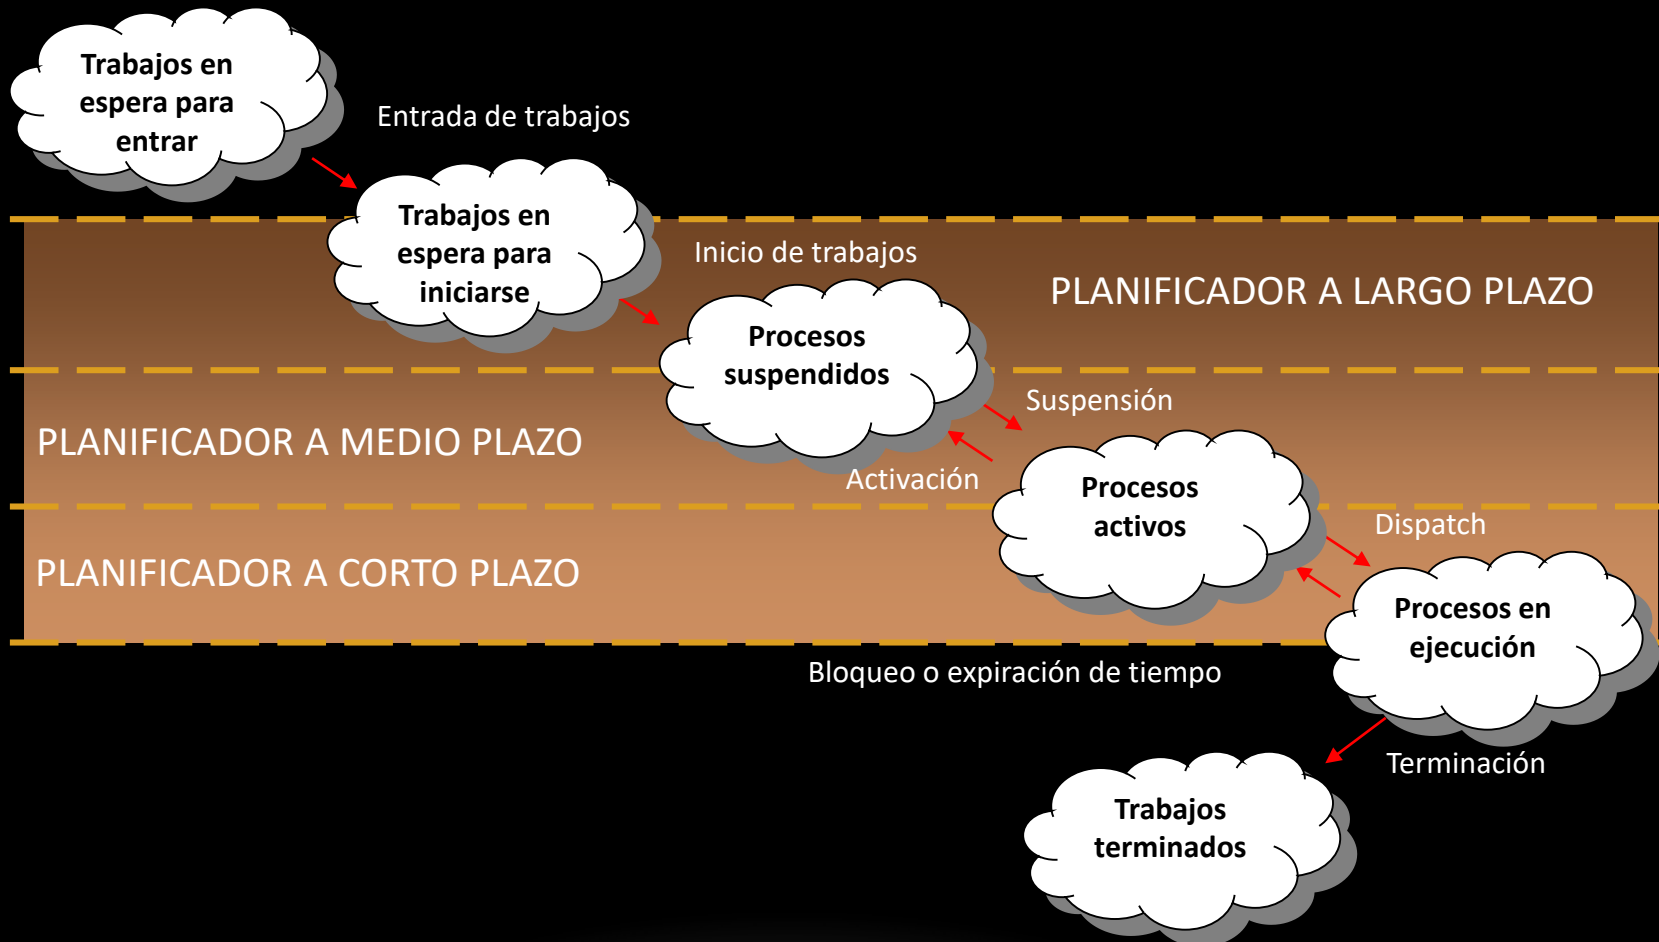 Trabajos en
espera para
entrar
Entrada de trabajos
Trabajos en
espera para
iniciarse
Inicio de trabajos
PLANIFICADOR A LARGO PLAZO
Procesos
suspendidos
Suspensión
PLANIFICADOR A MEDIO PLAZO
Activación
Procesos
activos
Dispatch
PLANIFICADOR A CORTO PLAZO
Procesos en
ejecución
Bloqueo o expiración de tiempo
Terminación
Trabajos
terminados